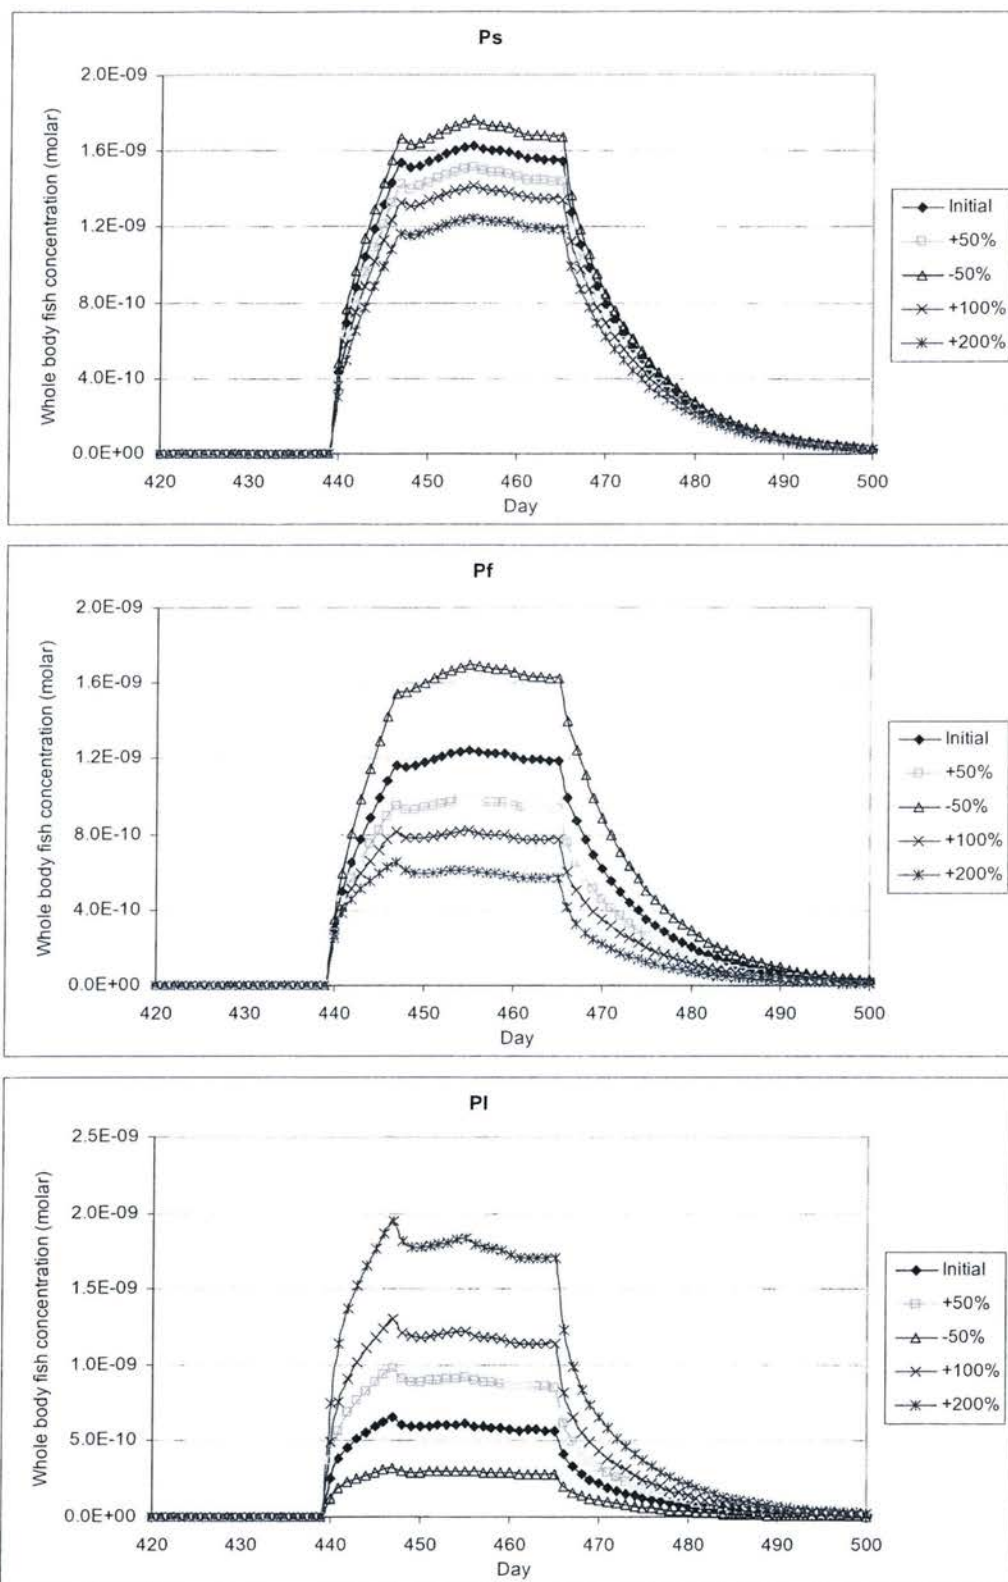 Ps
Whole body fish concentration (molar)
2.0E-09
1.6E-09
1.2E-09
8.0E-10
4.0E-10
0.0E+00
420 430 440 450 460 470 480 490 500
Day
Initial
+50%
-50%
+100%
+200%
Pf
Whole body fish concentration (molar)
2.0E-09
1.6E-09
1.2E-09
8.0E-10
4.0E-10
0.0E+00
420 430 440 450 460 470 480 490 500
Day
Initial
+50%
-50%
+100%
+200%
Pl
Whole body fish concentration (molar)
2.5E-09
2.0E-09
1.5E-09
1.0E-09
5.0E-10
0.0E+00
420 430 440 450 460 470 480 490 500
Day
Initial
+50%
-50%
+100%
+200%